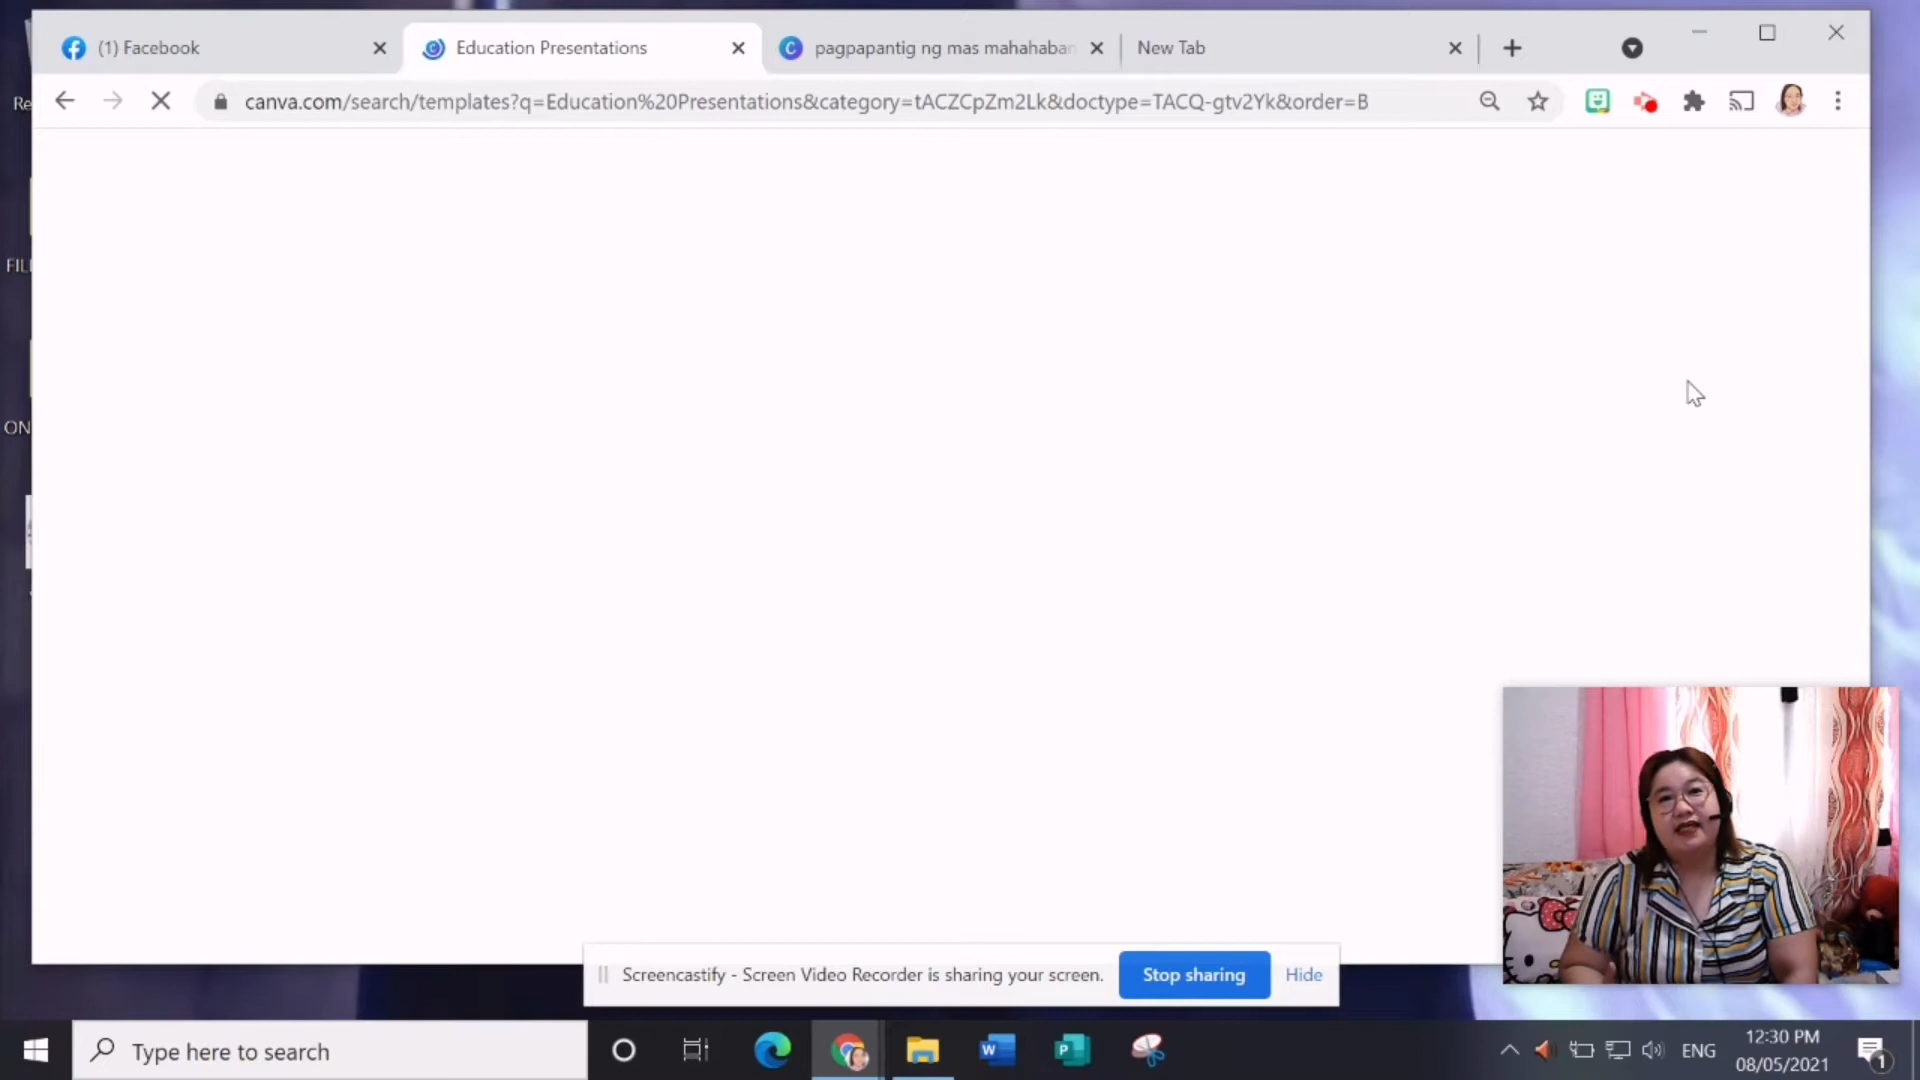 (1) Facebook
Education Presentations
pagpapantig ng mas mahahaban
New Tab
canva.com/search/templates?q=Education%20Presentations&category=tACZCpZm2Lk&doctype=TACQ-gtv2Yk&order=B
Re
FIL
ON
Screencastify - Screen Video Recorder is sharing your screen.
Stop sharing
Hide
Type here to search
ENG
12:30 PM
08/05/2021
1